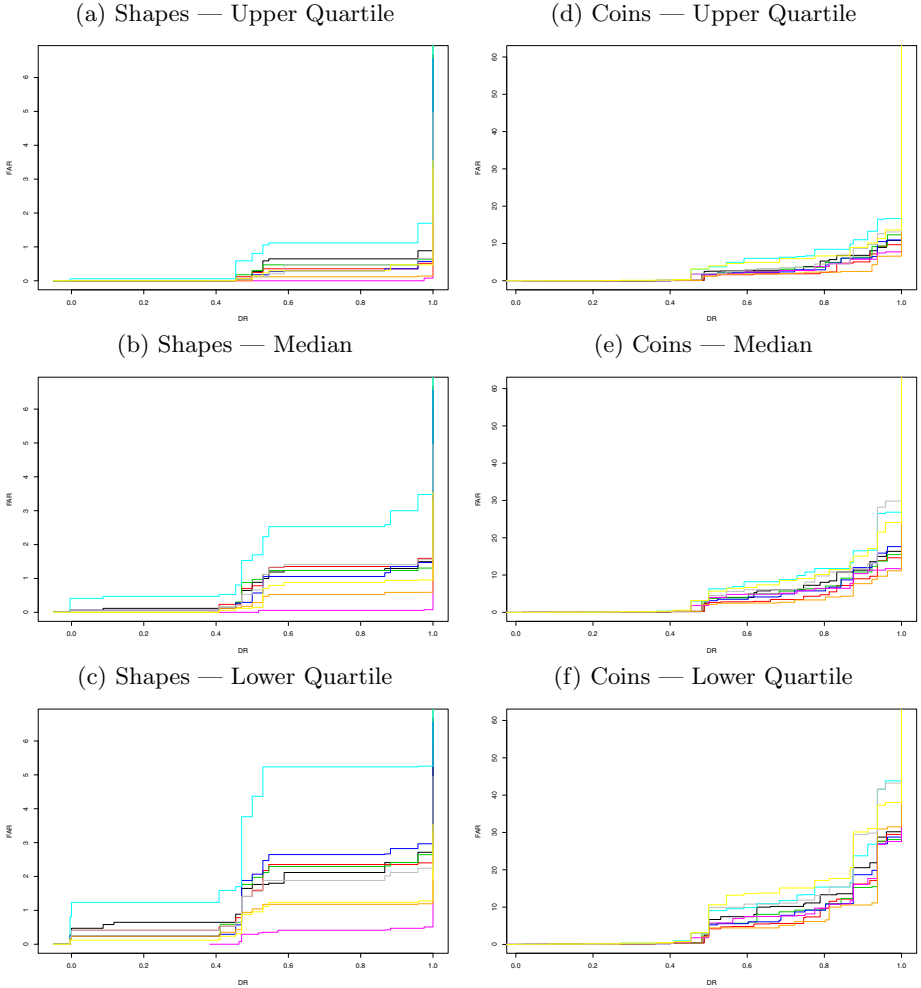 (a) Shapes — Upper Quartile
(d) Coins — Upper Quartile
FAR
0 1 2 3 4 5 6
0.0 0.2 0.4 0.6 0.8 1.0
DR
FAR
0 10 20 30 40 50 60
0.0 0.2 0.4 0.6 0.8 1.0
DR
(b) Shapes — Median
(e) Coins — Median
FAR
0 1 2 3 4 5 6
0.0 0.2 0.4 0.6 0.8 1.0
DR
FAR
0 10 20 30 40 50 60
0.0 0.2 0.4 0.6 0.8 1.0
DR
(c) Shapes — Lower Quartile
(f) Coins — Lower Quartile
FAR
0 1 2 3 4 5 6
0.0 0.2 0.4 0.6 0.8 1.0
DR
FAR
0 10 20 30 40 50 60
0.0 0.2 0.4 0.6 0.8 1.0
DR